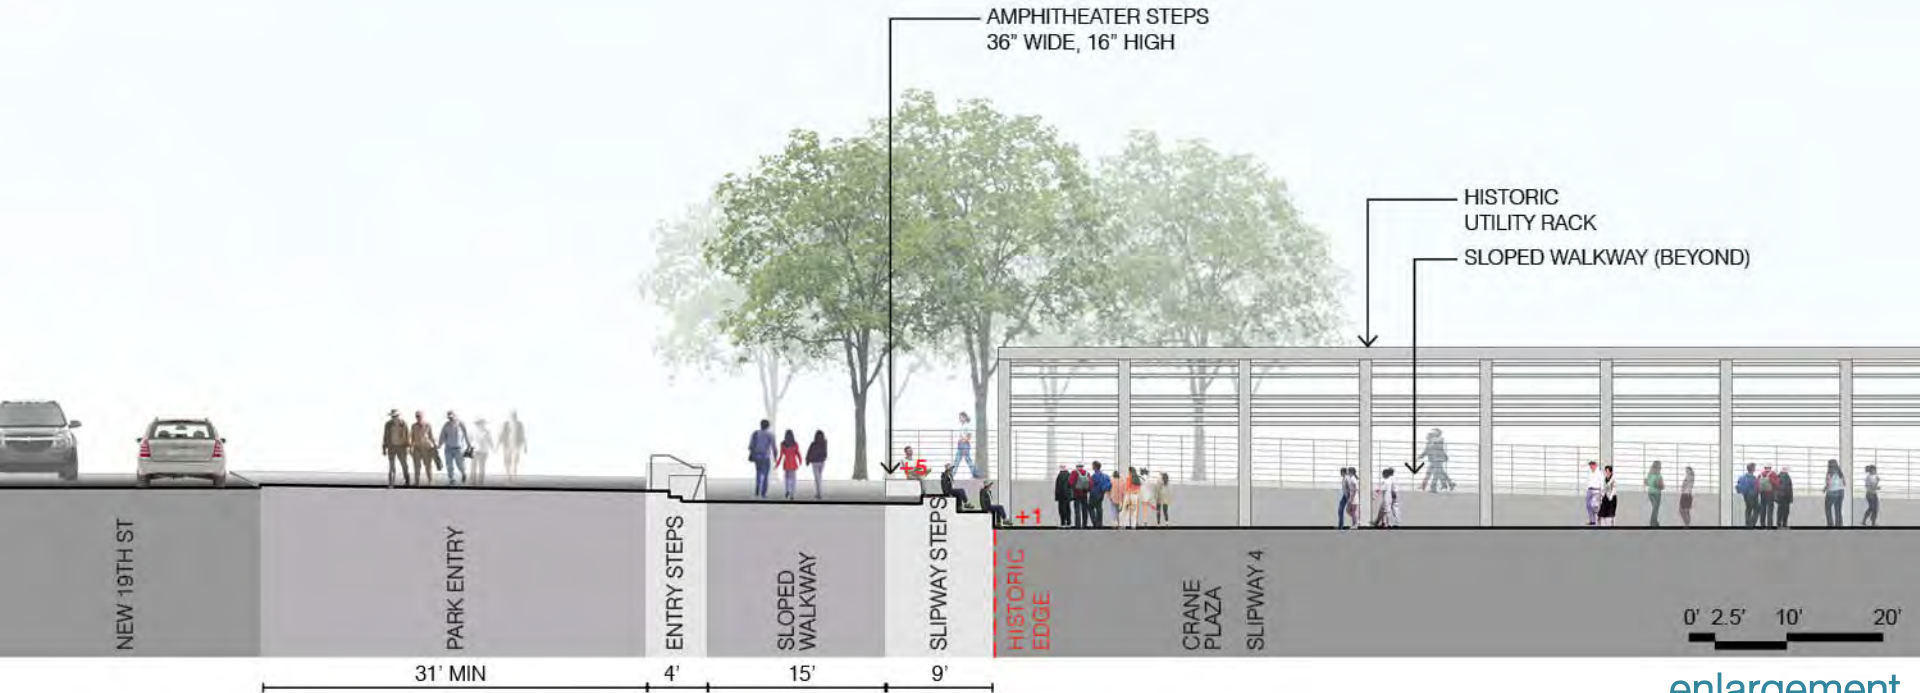 AMPHITHEATER STEPS
36” WIDE, 16” HIGH
HISTORIC
UTILITY RACK
SLOPED WALKWAY (BEYOND)
+5
+1
NEW 19TH ST
PARK ENTRY
ENTRY STEPS
SLOPED
WALKWAY
SLIPWAY STEPS
HISTORIC
EDGE
CRANE
PLAZA
SLIPWAY 4
0’ 2.5’ 10’ 20’
31’ MIN
4’
15’
9’
enlargement